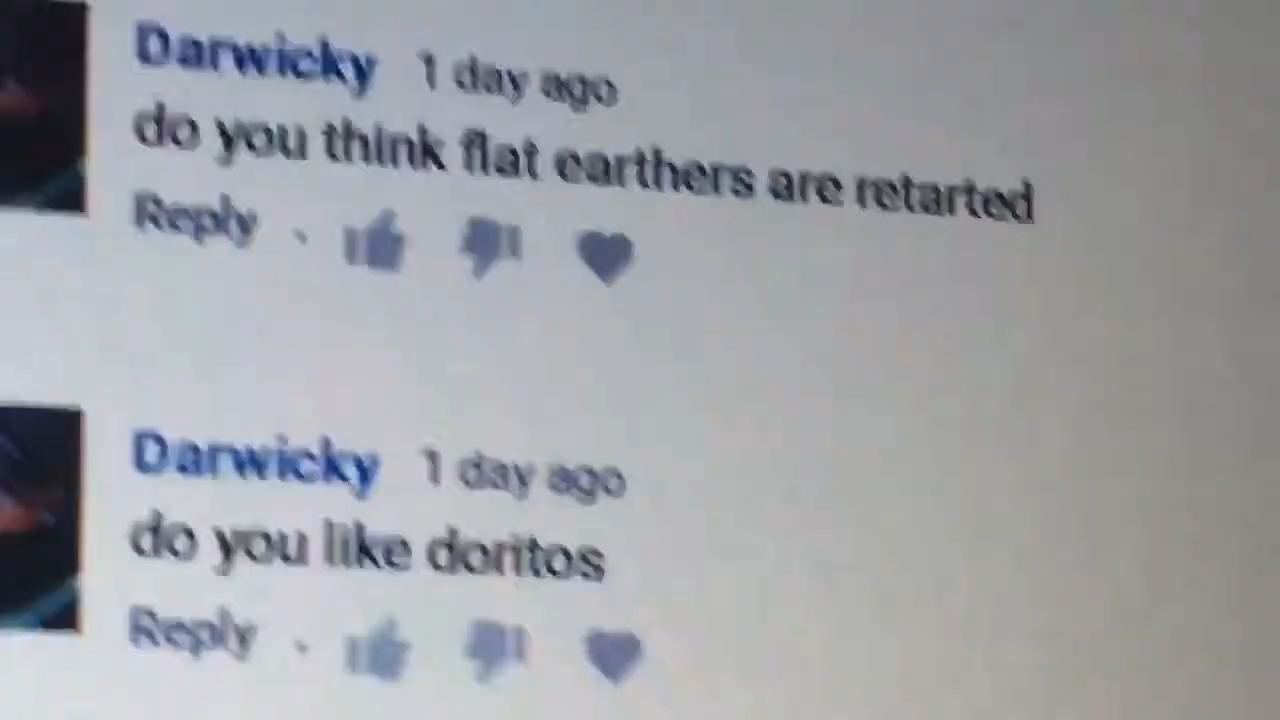 Darwicky 1 day ago
do you think flat earthers are retarted
Reply
Darwicky 1 day ago
do you like doritos
Reply